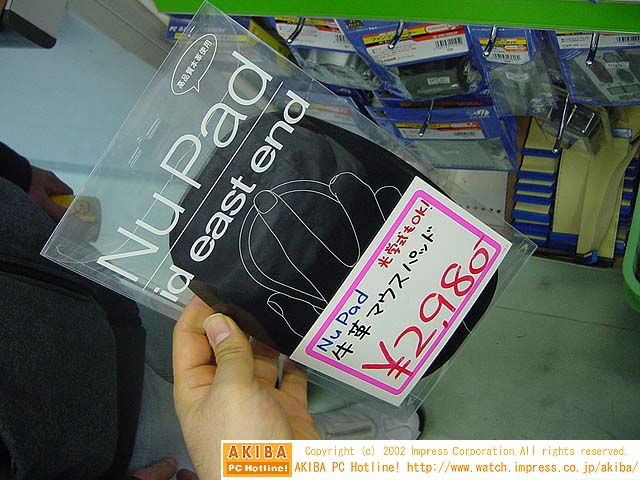 高品質本革使用
Nu Pad
id east end
光学式もOK!
Nu Pad
牛革マウスパッド
¥2,980
AKIBA
PC Hotline!
Copyright (c) 2002 Impress Corporation All rights reserved.
AKIBA PC Hotline! http://www.watch.impress.co.jp/akiba/